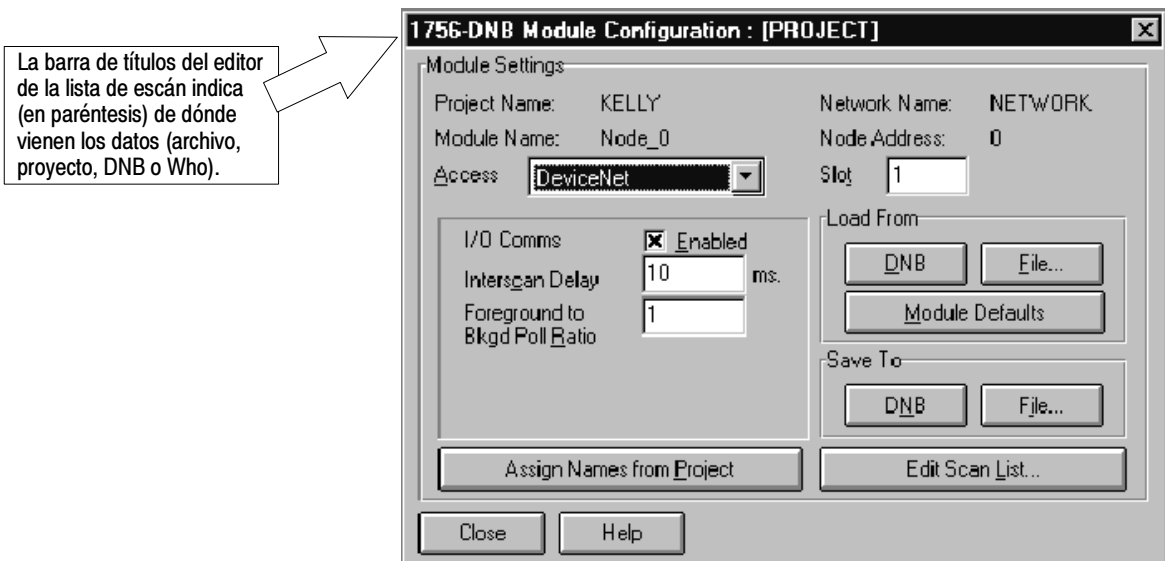 La barra de títulos del editor
de la lista de escán indica
(en paréntesis) de dónde
vienen los datos (archivo,
proyecto, DNB o Who).
1756-DNB Module Configuration : [PROJECT]
Module Settings
Project Name: KELLY Network Name: NETWORK
Module Name: Node_0 Node Address: 0
Access DeviceNet Slot 1
I/O Comms Enabled
Interscan Delay 10 ms.
Foreground to
Bkgd Poll Ratio 1
Load From
DNB File...
Module Defaults
Save To
DNB File...
Assign Names from Project Edit Scan List...
Close Help